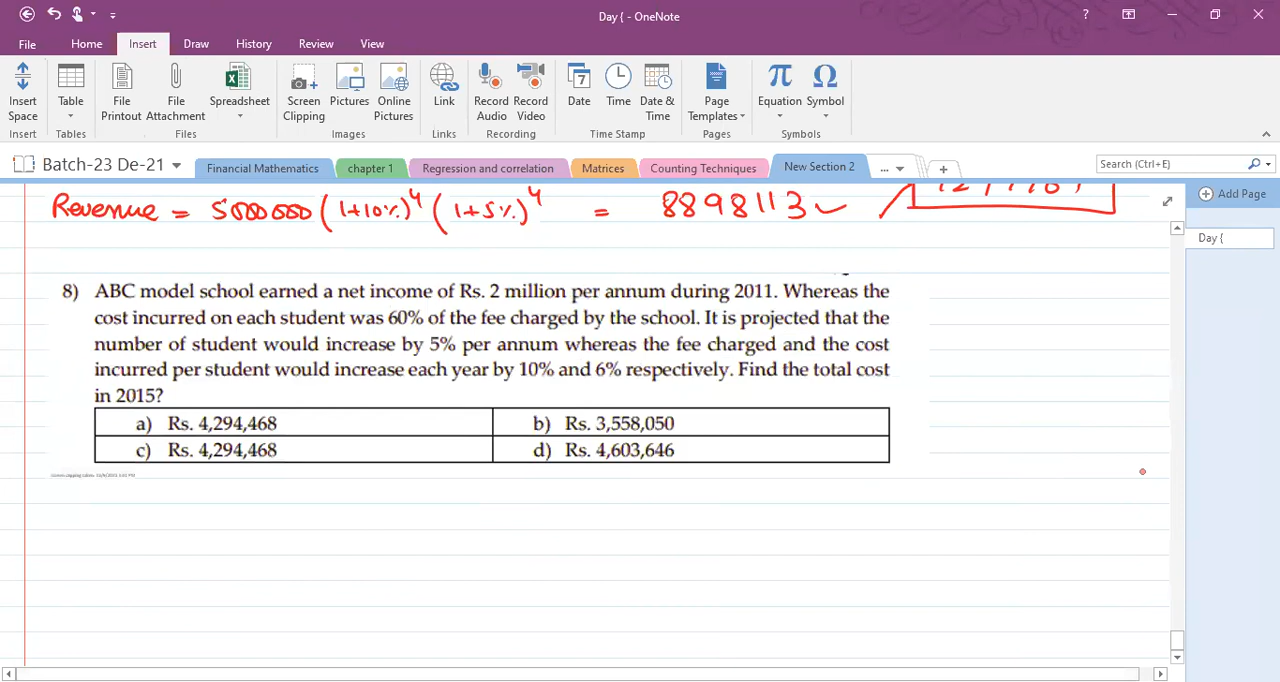 Day { - OneNote
?
File Home Insert Draw History Review View
Insert Space Table File Printout File Attachment Spreadsheet Screen Clipping Pictures Online Pictures Link Record Audio Record Video Date Time Date & Time Page Templates Equation Symbol
Insert Tables Files Images Links Recording Time Stamp Pages Symbols
Batch-23 De-21 Financial Mathematics chapter 1 Regression and correlation Matrices Counting Techniques New Section 2 ... Search (Ctrl+E)
Add Page
Day {
Revenue = 5000000 (1+10%)^4 (1+5%)^4 = 8898113
8) ABC model school earned a net income of Rs. 2 million per annum during 2011. Whereas the
cost incurred on each student was 60% of the fee charged by the school. It is projected that the
number of student would increase by 5% per annum whereas the fee charged and the cost
incurred per student would increase each year by 10% and 6% respectively. Find the total cost
in 2015?
a) Rs. 4,294,468 b) Rs. 3,558,050
c) Rs. 4,294,468 d) Rs. 4,603,646